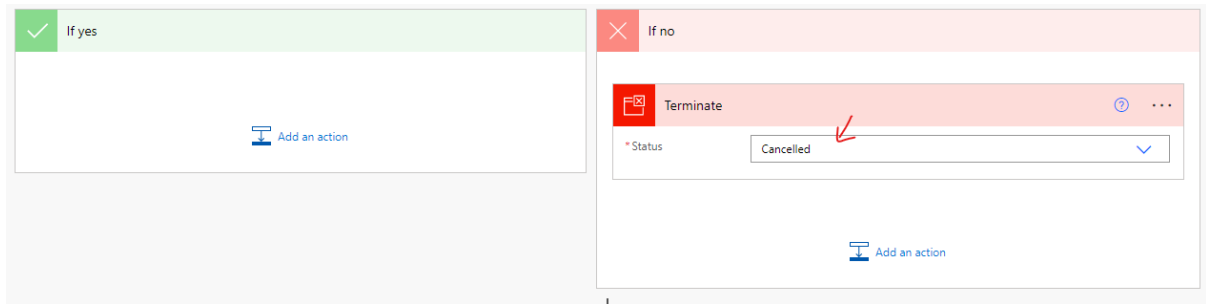 If yes
Add an action
If no
Terminate
* Status
Cancelled
Add an action